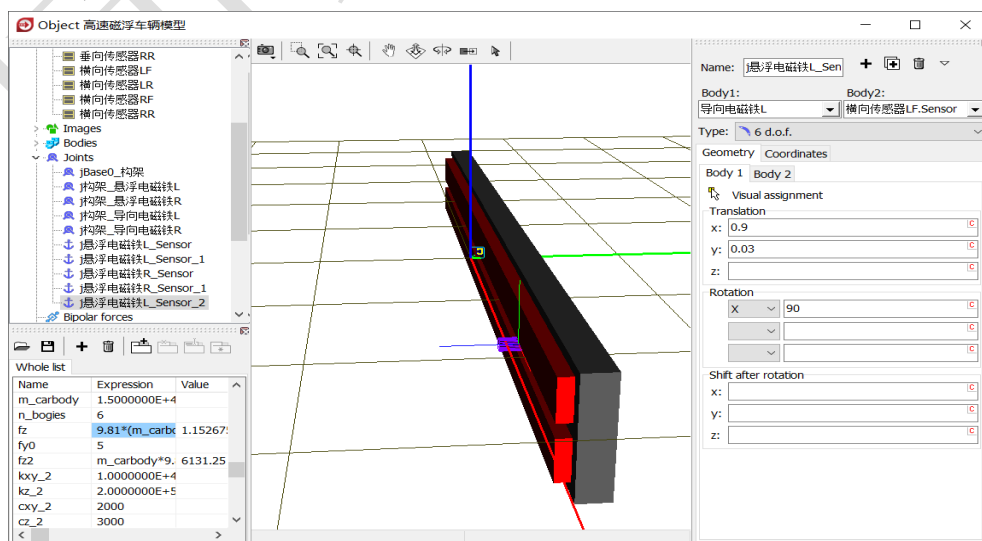 Object 高速磁浮车辆模型
垂向传感器RR
横向传感器LF
横向传感器LR
横向传感器RF
横向传感器RR
Images
Bodies
Joints
jBase0_构架
j构架_悬浮电磁铁L
j构架_悬浮电磁铁R
j构架_导向电磁铁L
j构架_导向电磁铁R
j悬浮电磁铁L_Sensor
j悬浮电磁铁L_Sensor_1
j悬浮电磁铁R_Sensor
j悬浮电磁铁R_Sensor_1
j悬浮电磁铁L_Sensor_2
Bipolar forces
Whole list
Name Expression Value
m_carbody 1.5000000E+4
n_bogies 6
fz 9.81*(m_carbo 1.15267
fy0 5
fz2 m_carbody*9. 6131.25
kxy_2 1.0000000E+4
kz_2 2.0000000E+5
cxy_2 2000
cz_2 3000
Name: j悬浮电磁铁L_Sen
Body1: Body2:
导向电磁铁L 横向传感器LF.Sensor
Type: 6 d.o.f.
Geometry Coordinates
Body 1 Body 2
Visual assignment
Translation
x: 0.9 C
y: 0.03 C
z: C
Rotation
X 90 C
C
C
Shift after rotation
x: C
y: C
z: C